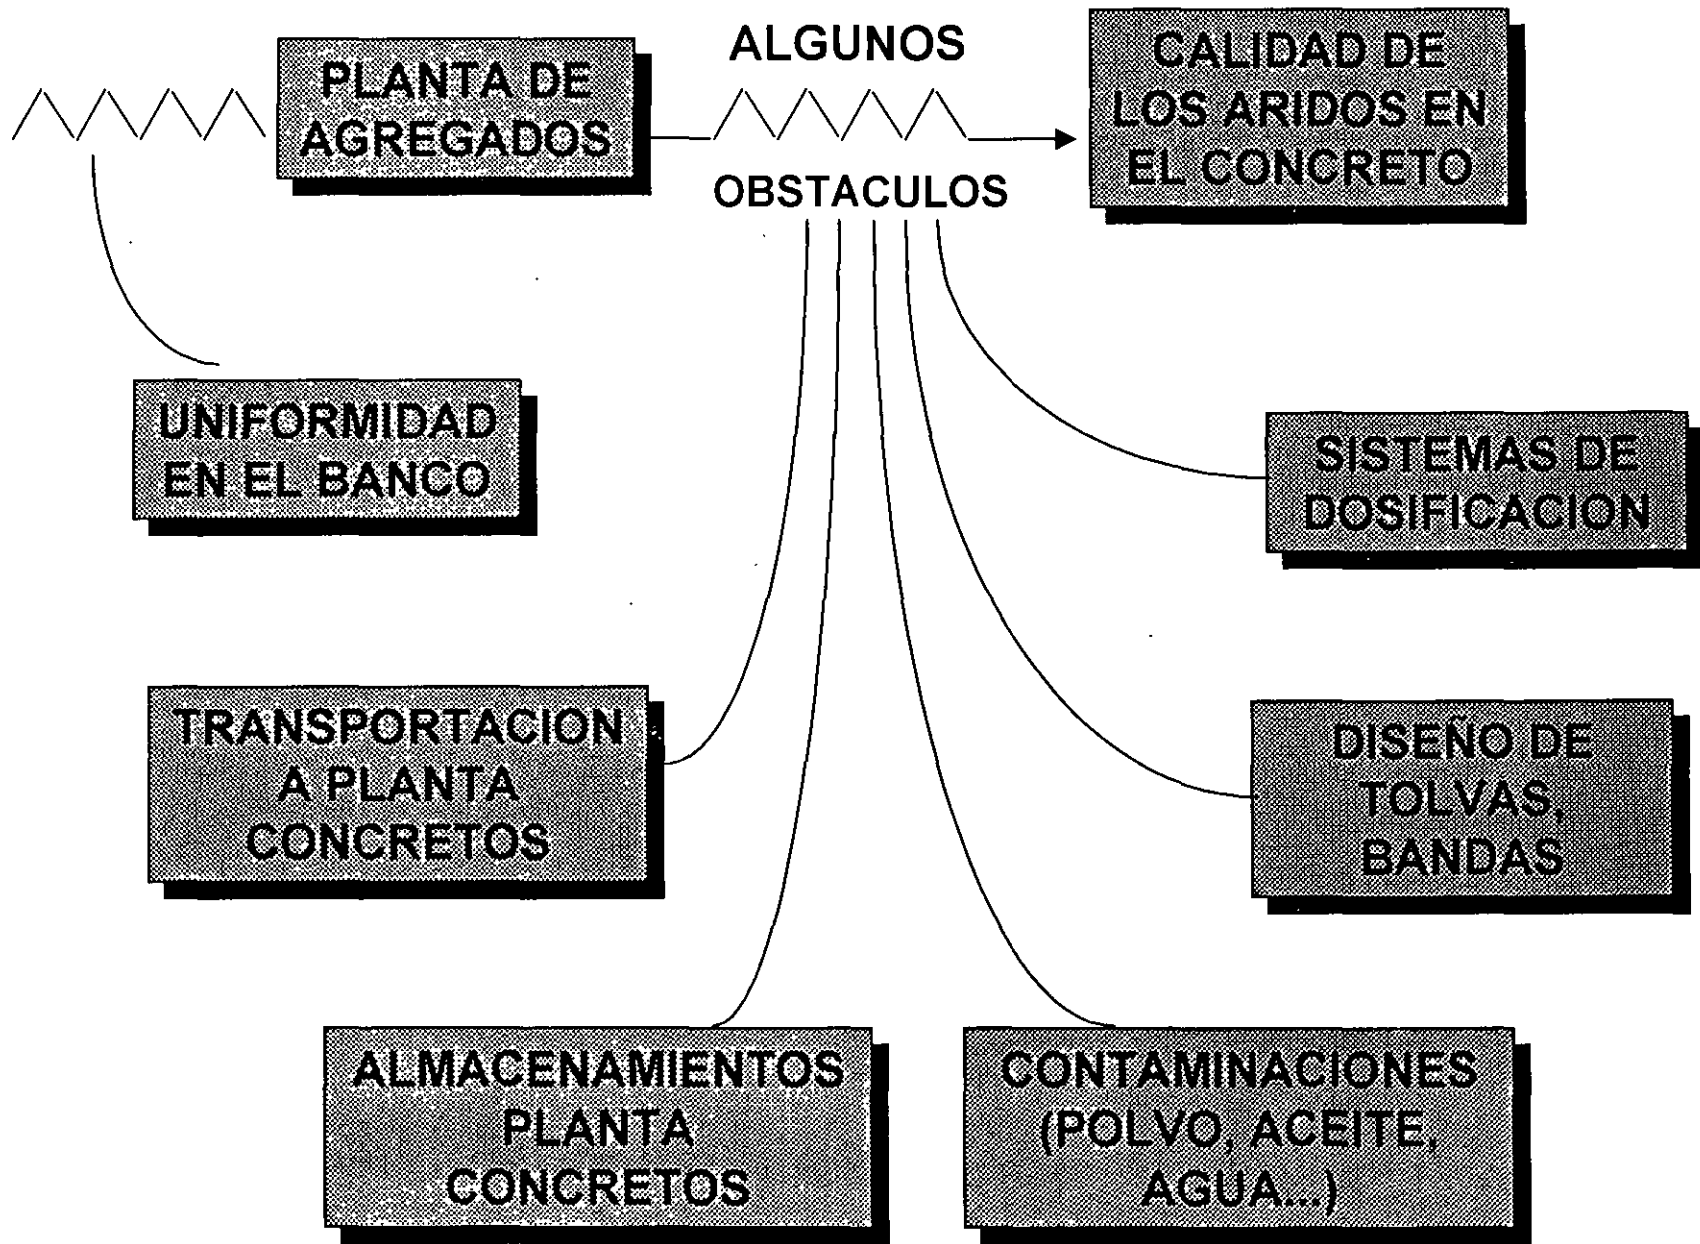 PLANTA DE
AGREGADOS
ALGUNOS
OBSTACULOS
CALIDAD DE
LOS ARIDOS EN
EL CONCRETO
UNIFORMIDAD
EN EL BANCO
SISTEMAS DE
DOSIFICACION
TRANSPORTACION
A PLANTA
CONCRETOS
DISEÑO DE
TOLVAS,
BANDAS
ALMACENAMIENTOS
PLANTA
CONCRETOS
CONTAMINACIONES
(POLVO, ACEITE,
AGUA...)